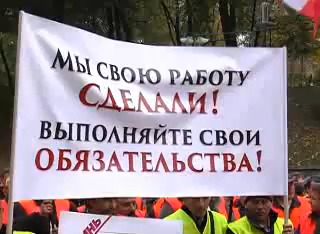 Мы свою работу
сделали!
выполняйте свои
обязательства!